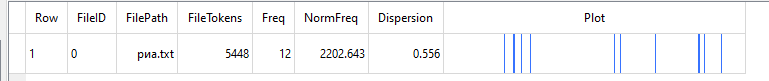 Row FileID FilePath FileTokens Freq NormFreq Dispersion Plot
1 0 риа.txt 5448 12 2202.643 0.556